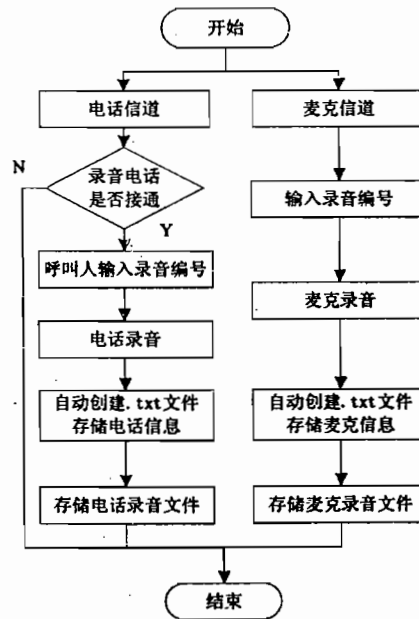 开始
电话信道
麦克信道
N
录音电话
是否接通
输入录音编号
Y
呼叫人输入录音编号
麦克录音
电话录音
自动创建.txt文件
存储电话信息
自动创建.txt文件
存储麦克信息
存储电话录音文件
存储麦克录音文件
结束